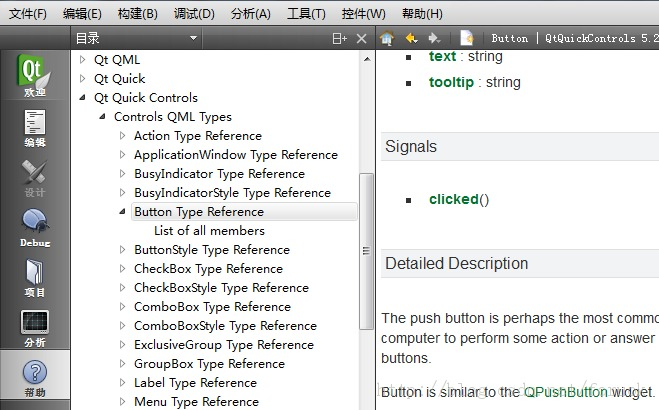 文件(F) 编辑(E) 构建(B) 调试(D) 分析(A) 工具(T) 控件(W) 帮助(H)
目录
Button | QtQuickControls 5.2
Qt
欢迎
编辑
设计
Debug
项目
分析
帮助
Qt QML
Qt Quick
Qt Quick Controls
Controls QML Types
Action Type Reference
ApplicationWindow Type Reference
BusyIndicator Type Reference
BusyIndicatorStyle Type Reference
Button Type Reference
List of all members
ButtonStyle Type Reference
CheckBox Type Reference
CheckBoxStyle Type Reference
ComboBox Type Reference
ComboBoxStyle Type Reference
ExclusiveGroup Type Reference
GroupBox Type Reference
Label Type Reference
Menu Type Reference
text : string
tooltip : string
Signals
clicked()
Detailed Description
The push button is perhaps the most commo
computer to perform some action or answer
buttons.
Button is similar to the QPushButton widget.